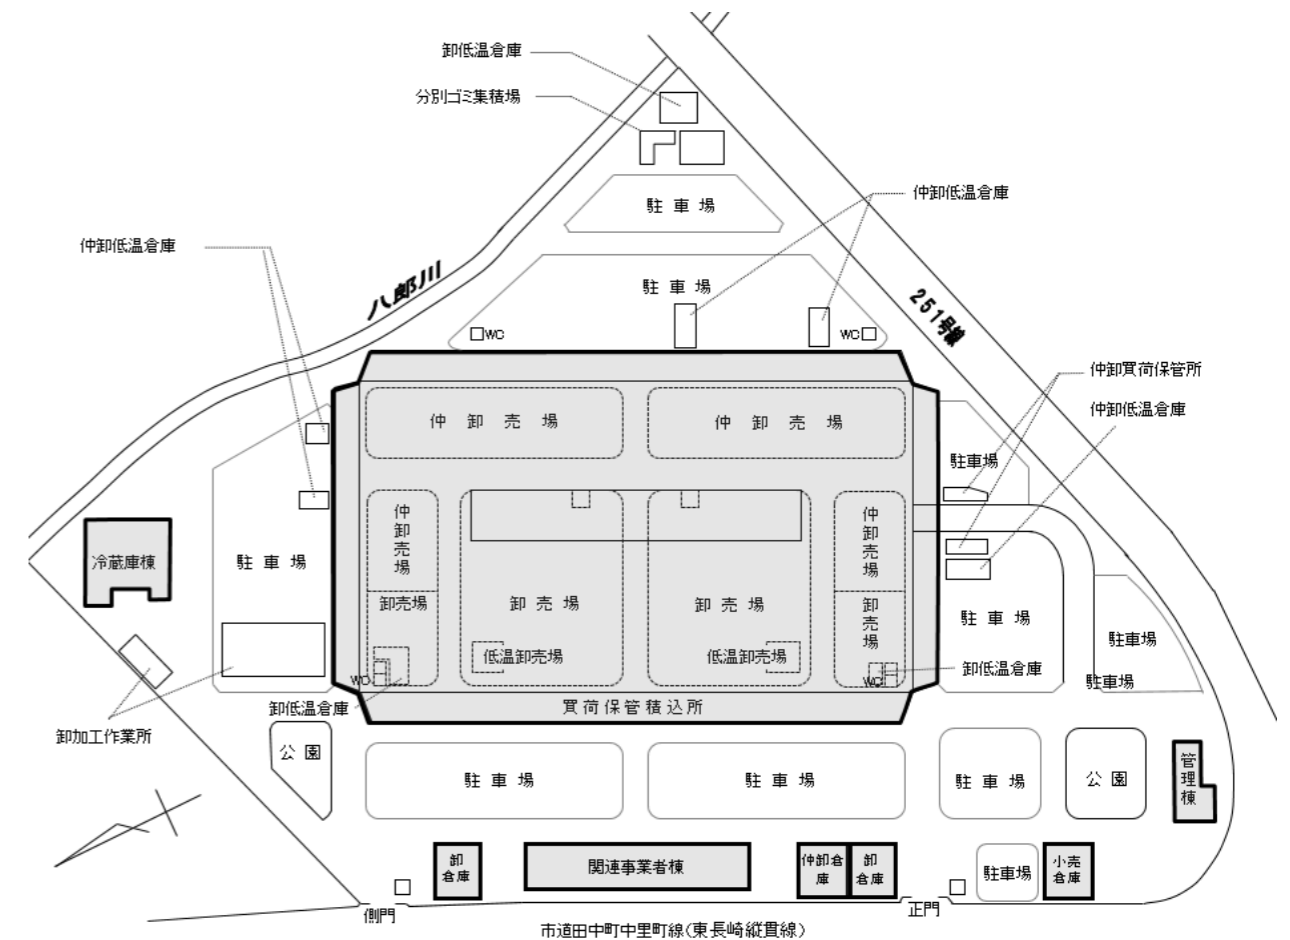 卸低温倉庫
分別ゴミ集積場
駐車場
仲卸低温倉庫
仲卸低温倉庫
八郎川
駐車場
251号線
WC
WC
仲卸買荷保管所
仲卸低温倉庫
仲卸売場
仲卸売場
駐車場
仲卸売場
仲卸売場
冷蔵庫棟
駐車場
卸売場
卸売場
卸売場
卸売場
駐車場
駐車場
低温卸売場
低温卸売場
卸低温倉庫
WC
WC
駐車場
卸低温倉庫
買荷保管積込所
卸加工作業所
公園
駐車場
駐車場
駐車場
公園
管理棟
卸倉庫
関連事業者棟
仲卸倉庫
卸倉庫
駐車場
小売倉庫
側門
正門
市道田中町中里町線(東長崎縦貫線)